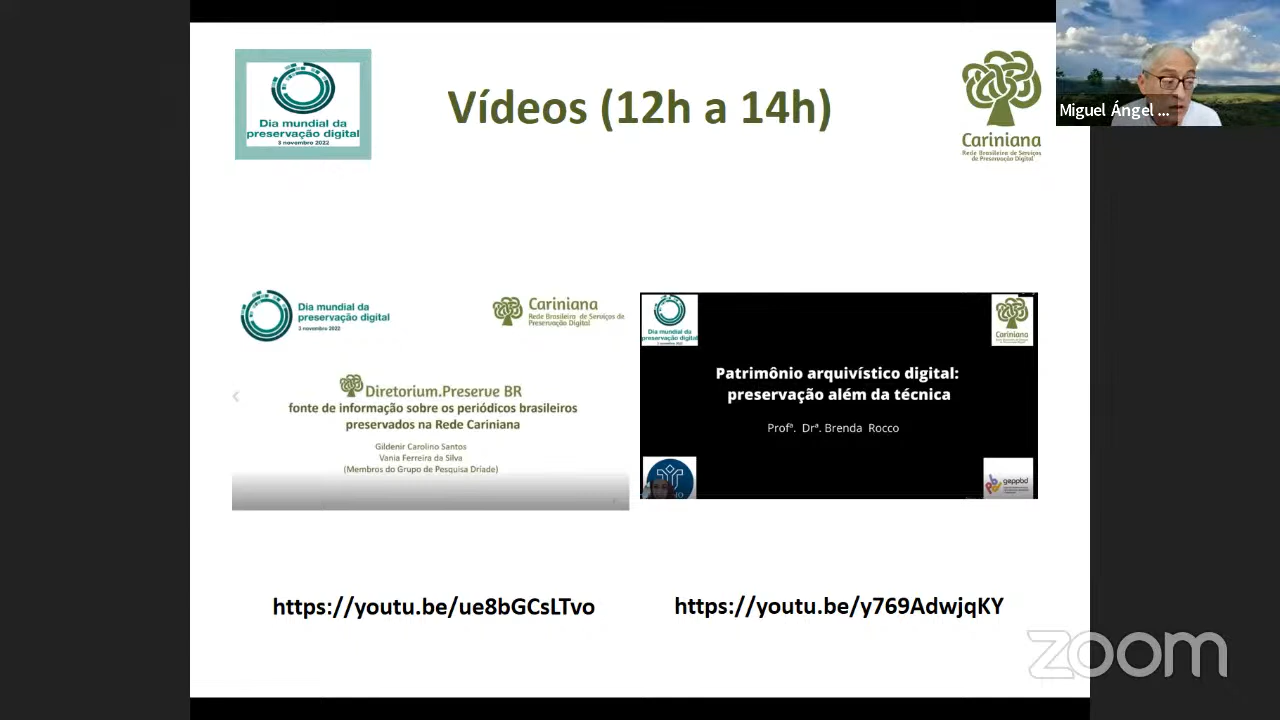 Dia mundial da
preservação digital
3 novembro 2022
Vídeos (12h a 14h)
Cariniana
Rede Brasileira de Serviços
de Preservação Digital
Miguel Ángel ...
Dia mundial da
preservação digital
3 novembro 2022
Cariniana
Rede Brasileira de Serviços de
Preservação Digital
Diretorium.Preserve BR
fonte de informação sobre os periódicos brasileiros
preservados na Rede Cariniana
Gildenir Carolino Santos
Vania Ferreira da Silva
(Membros do Grupo de Pesquisa Dríade)
Dia mundial da
preservação digital
Cariniana
Patrimônio arquivístico digital:
preservação além da técnica
Profª. Drª. Brenda Rocco
geppbd
https://youtu.be/ue8bGCsLTvo
https://youtu.be/y769AdwjqKY
zoom